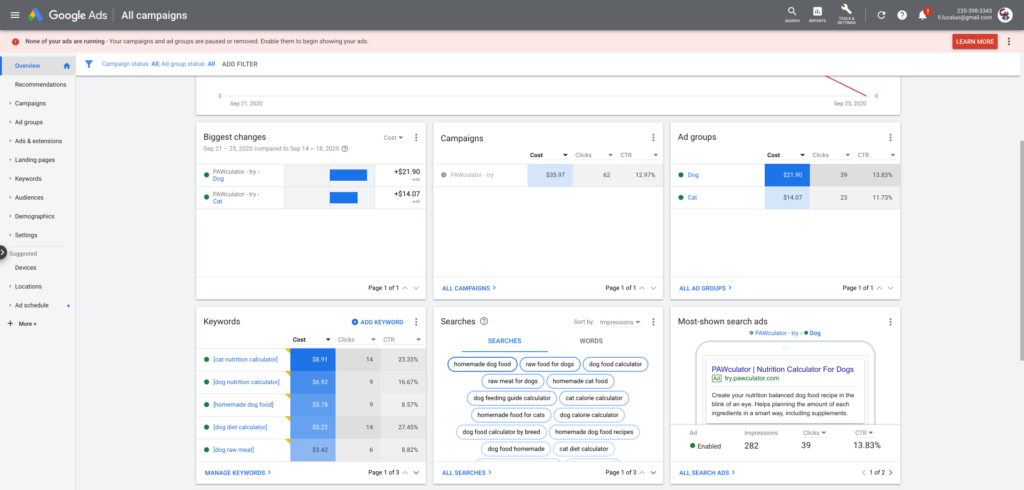 Google Ads
All campaigns
SEARCH
REPORTS
TOOLS &
SETTINGS
1
235-398-3343
None of your ads are running - Your campaigns and ad groups are paused or removed. Enable them to begin showing your ads.
LEARN MORE
Overview
Recommendations
Campaigns
Ad groups
Ads & extensions
Landing pages
Keywords
Audiences
Demographics
Settings
Suggested
Devices
Locations
Ad schedule
More
Campaign status: All; Ad group status: All ADD FILTER
0
0
Sep 21, 2020
Sep 25, 2020
Biggest changes
Cost
Sep 21 – 25, 2020 compared to Sep 14 – 18, 2020
PAWculator - try ›
Dog
+$21.90
PAWculator - try ›
Cat
+$14.07
Page 1 of 1
Campaigns
Cost Clicks CTR
PAWculator - try $35.97 62 12.97%
ALL CAMPAIGNS
Page 1 of 1
Ad groups
Cost Clicks CTR
Dog $21.90 39 13.83%
Cat $14.07 23 11.73%
ALL AD GROUPS
Page 1 of 1
Keywords
ADD KEYWORD
Cost Clicks CTR
[cat nutrition calculator] $8.91 14 23.33%
[dog nutrition calculator] $6.92 9 16.67%
[homemade dog food] $5.78 9 8.57%
[dog diet calculator] $5.22 14 27.45%
[dog raw meat] $3.42 6 8.82%
MANAGE KEYWORDS
Page 1 of 3
Searches
Sort by: Impressions
SEARCHES WORDS
homemade dog food raw food for dogs dog food calculator
raw meat for dogs homemade cat food
dog feeding guide calculator cat calorie calculator
homemade food for cats dog calorie calculator
dog food calculator by breed homemade dog food recipes
dog food homemade cat diet calculator
ALL SEARCHES
Page 1 of 3
Most-shown search ads
PAWculator - try › Dog
PAWculator | Nutrition Calculator For Dogs
Ad try.pawculator.com
Create your nutrition balanced dog food recipe in the
blink of an eye. Helps planning the amount of each
ingredients in a smart way, including supplements.
Ad Impressions Clicks CTR
Enabled 282 39 13.83%
ALL SEARCH ADS
1 of 2